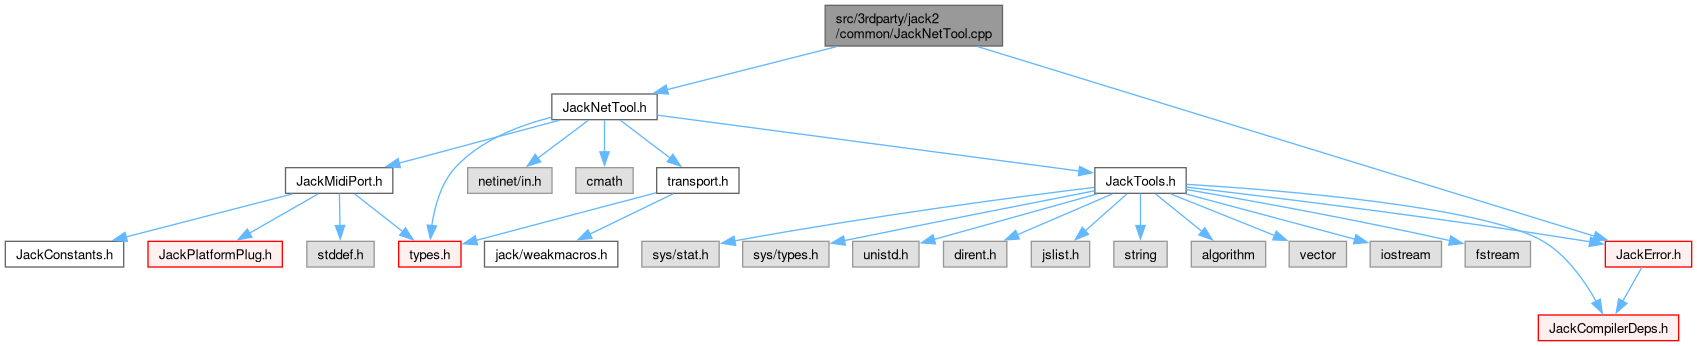 src/3rdparty/jack2
/common/JackNetTool.cpp
JackNetTool.h
JackMidiPort.h
netinet/in.h
cmath
transport.h
JackTools.h
JackConstants.h
JackPlatformPlug.h
stddef.h
types.h
jack/weakmacros.h
sys/stat.h
sys/types.h
unistd.h
dirent.h
jslist.h
string
algorithm
vector
iostream
fstream
JackError.h
JackCompilerDeps.h